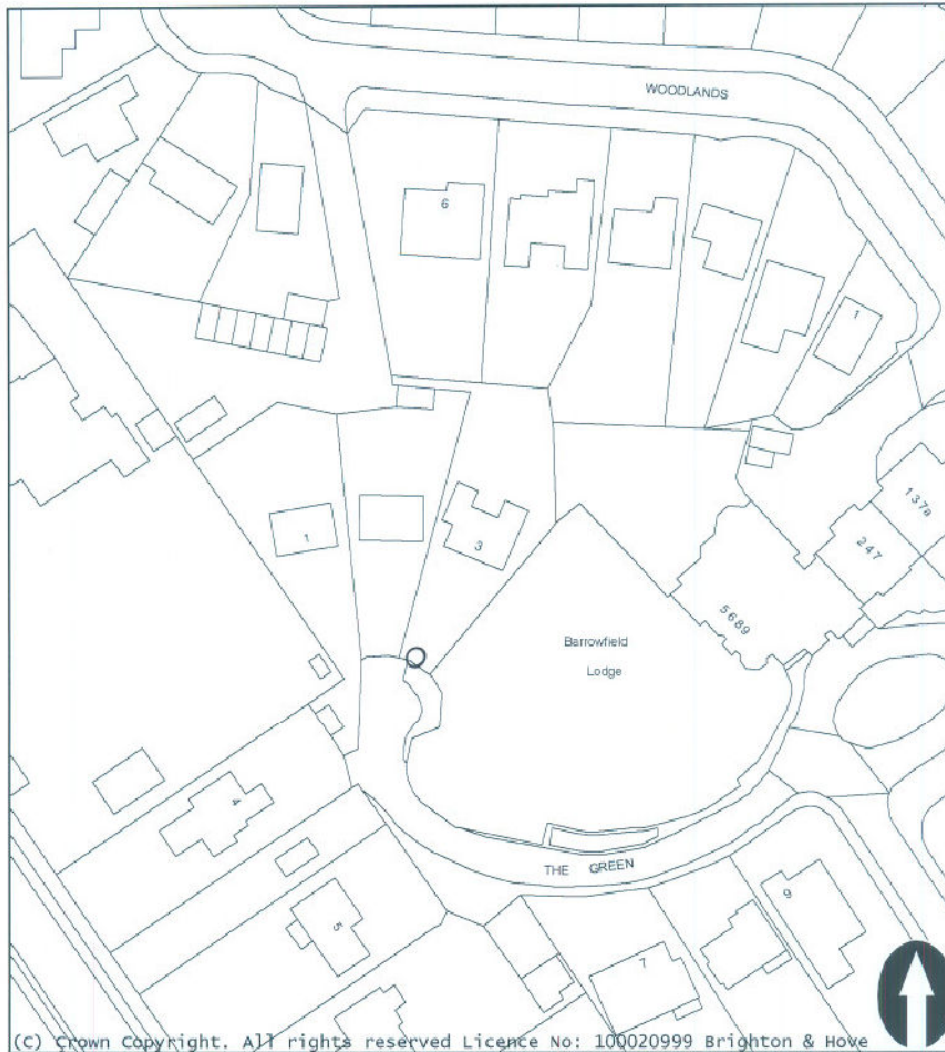 WOODLANDS
6
1
137a
1
3
247
5689
Barrowfield
Lodge
4
THE GREEN
5
7
9
(C) Crown Copyright. All rights reserved Licence No: 100020999 Brighton & Hove